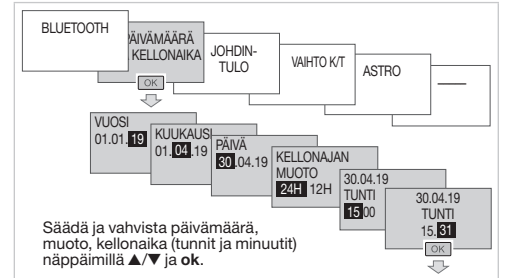 BLUETOOTH
PÄIVÄMÄÄRÄ
KELLONAIKA
OK
JOHDIN-
TULO
VAIHTO K/T
ASTRO
VUOSI
01.01.19
KUUKAUSI
01.04.19
PÄIVÄ
30.04.19
KELLONAJAN
MUOTO
24H 12H
30.04.19
TUNTI
15.00
30.04.19
TUNTI
15.31
OK
Säädä ja vahvista päivämäärä,
muoto, kellonaika (tunnit ja minuutit)
näppäimillä ▲/▼ ja ok.